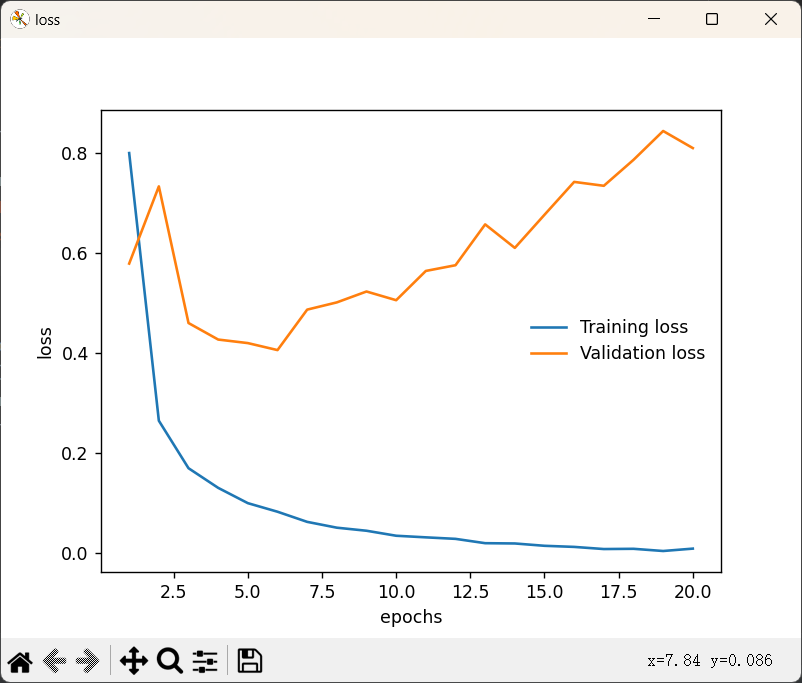 loss
0.8
0.6
0.4
0.2
0.0
loss
Training loss
Validation loss
2.5 5.0 7.5 10.0 12.5 15.0 17.5 20.0
epochs
x=7.84 y=0.086